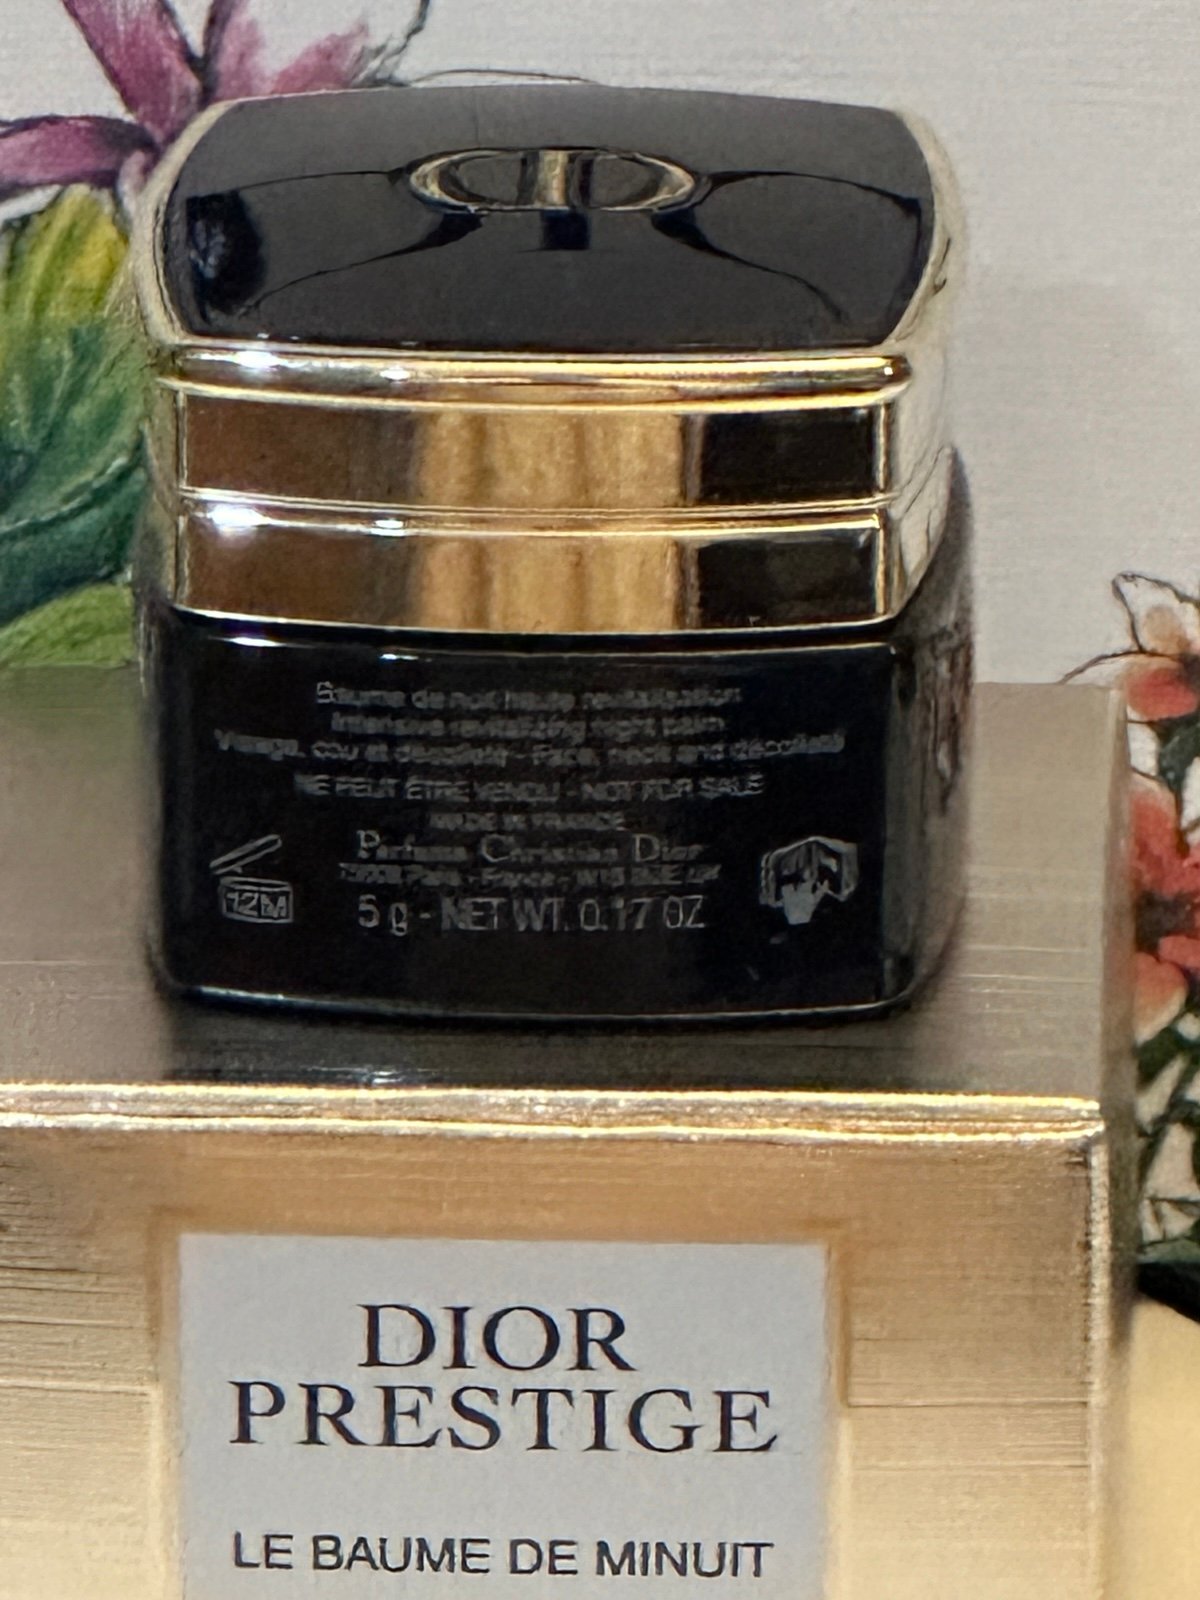 Baume de nuit haute revitalisation
Intensive revitalizing night balm
Visage, cou et décolleté - Face, neck and décolleté
NE PEUT ÊTRE VENDU - NOT FOR SALE
MADE IN FRANCE
Parfums Christian Dior
Paris - France - UK
12M
5 g - NET WT. 0.17 OZ
DIOR
PRESTIGE
LE BAUME DE MINUIT